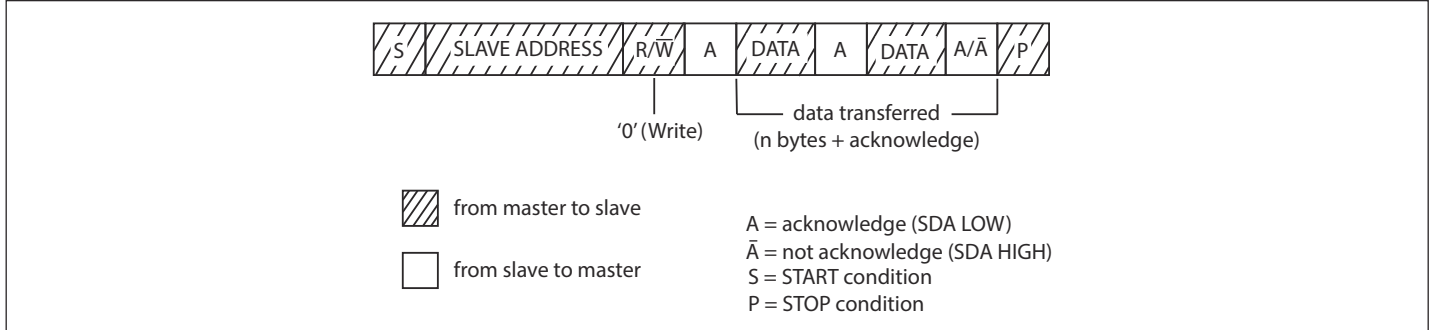 S SLAVE ADDRESS R/W̅ A DATA A DATA A/Ā P
‘0’ (Write)
data transferred
(n bytes + acknowledge)
from master to slave
from slave to master
A = acknowledge (SDA LOW)
Ā = not acknowledge (SDA HIGH)
S = START condition
P = STOP condition